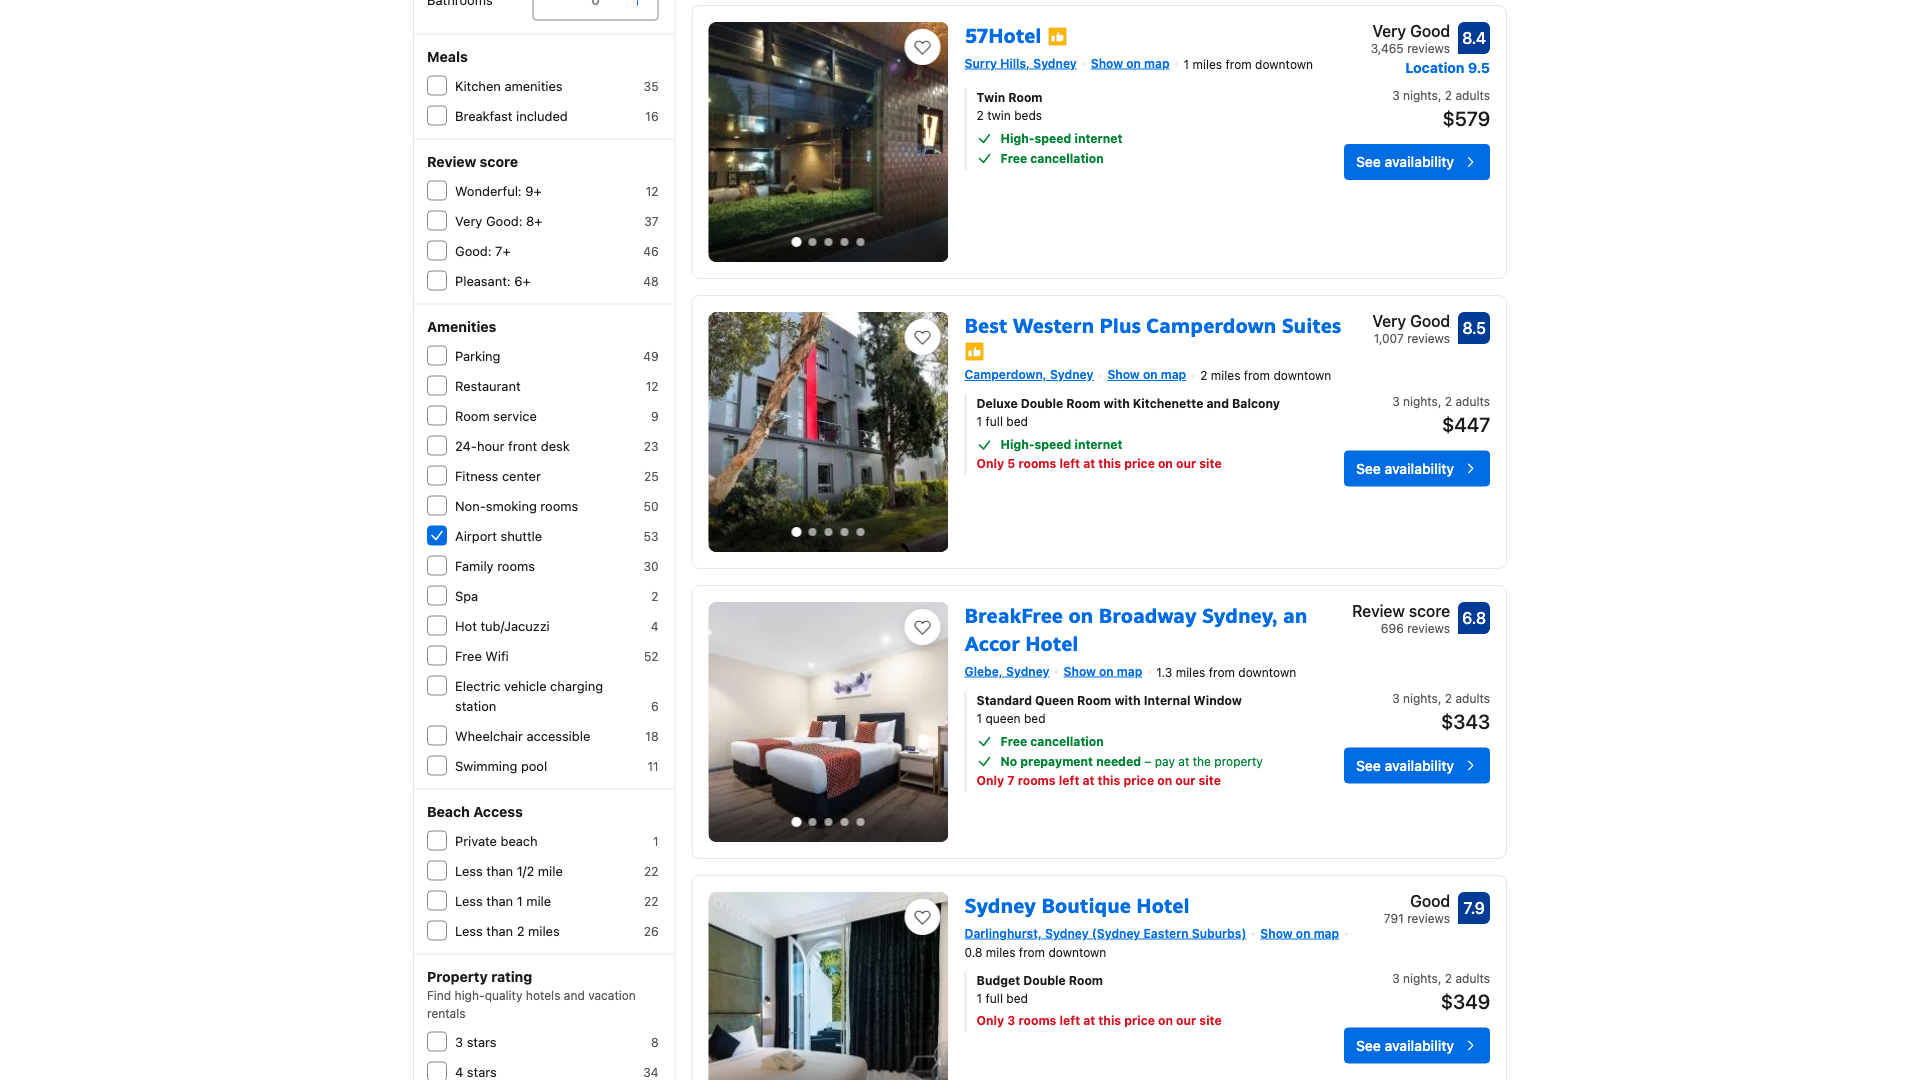 Meals
Kitchen amenities 35
Breakfast included 16
Review score
Wonderful: 9+ 12
Very Good: 8+ 37
Good: 7+ 46
Pleasant: 6+ 48
Amenities
Parking 49
Restaurant 12
Room service 9
24-hour front desk 23
Fitness center 25
Non-smoking rooms 50
Airport shuttle 53
Family rooms 30
Spa 2
Hot tub/Jacuzzi 4
Free Wifi 52
Electric vehicle charging
station 6
Wheelchair accessible 18
Swimming pool 11
Beach Access
Private beach 1
Less than 1/2 mile 22
Less than 1 mile 22
Less than 2 miles 26
Property rating
Find high-quality hotels and vacation
rentals
3 stars 8
4 stars 34
57Hotel
Very Good 8.4
3,465 reviews
Surry Hills, Sydney Show on map 1 miles from downtown
Location 9.5
Twin Room
2 twin beds
High-speed internet
Free cancellation
3 nights, 2 adults
$579
See availability
Best Western Plus Camperdown Suites
Very Good 8.5
1,007 reviews
Camperdown, Sydney Show on map 2 miles from downtown
Deluxe Double Room with Kitchenette and Balcony
1 full bed
High-speed internet
Only 5 rooms left at this price on our site
3 nights, 2 adults
$447
See availability
BreakFree on Broadway Sydney, an
Accor Hotel
Review score 6.8
696 reviews
Glebe, Sydney Show on map 1.3 miles from downtown
Standard Queen Room with Internal Window
1 queen bed
Free cancellation
No prepayment needed – pay at the property
Only 7 rooms left at this price on our site
3 nights, 2 adults
$343
See availability
Sydney Boutique Hotel
Good 7.9
791 reviews
Darlinghurst, Sydney (Sydney Eastern Suburbs) Show on map
0.8 miles from downtown
Budget Double Room
1 full bed
Only 3 rooms left at this price on our site
3 nights, 2 adults
$349
See availability